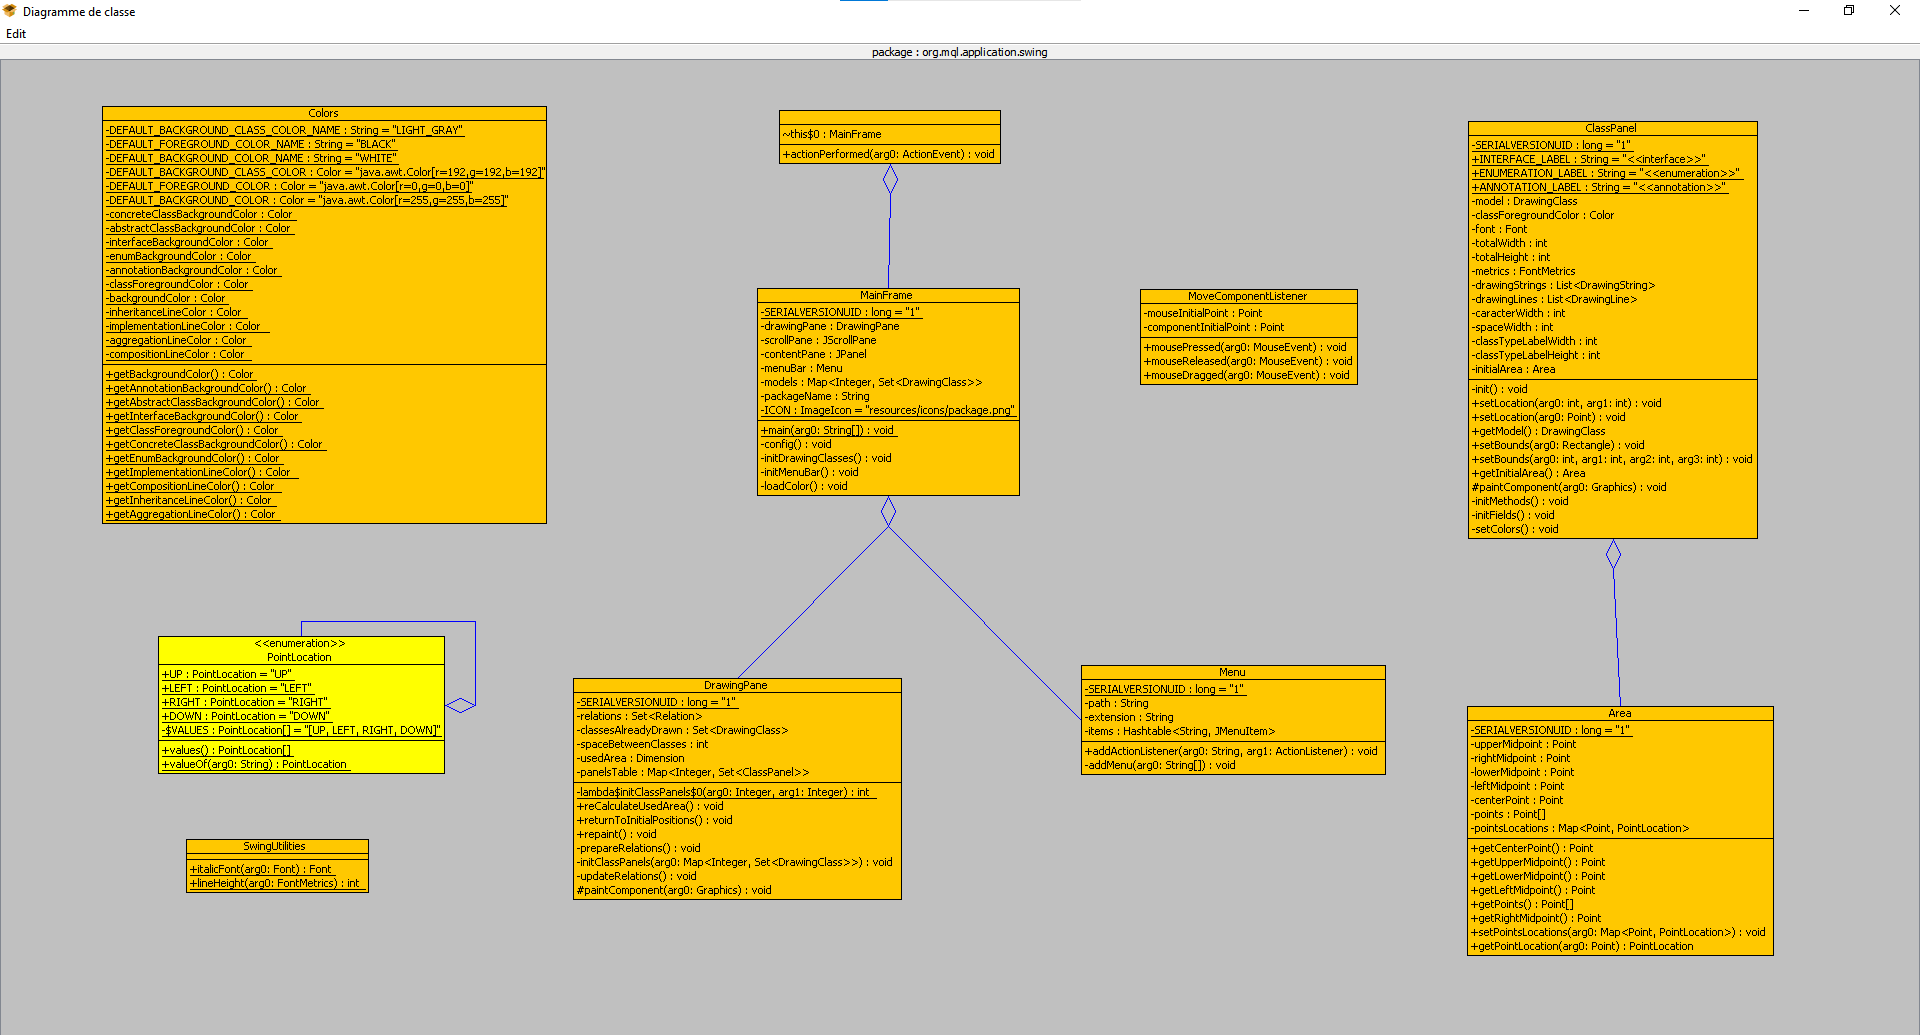 Diagramme de classe
Edit
package : org.mql.application.swing
Colors
-DEFAULT_BACKGROUND_CLASS_COLOR_NAME : String = "LIGHT_GRAY"
-DEFAULT_FOREGROUND_COLOR_NAME : String = "BLACK"
-DEFAULT_BACKGROUND_COLOR_NAME : String = "WHITE"
-DEFAULT_BACKGROUND_CLASS_COLOR : Color = "java.awt.Color[r=192,g=192,b=192]"
-DEFAULT_FOREGROUND_COLOR : Color = "java.awt.Color[r=0,g=0,b=0]"
-DEFAULT_BACKGROUND_COLOR : Color = "java.awt.Color[r=255,g=255,b=255]"
-concreteClassBackgroundColor : Color
-abstractClassBackgroundColor : Color
-interfaceBackgroundColor : Color
-enumBackgroundColor : Color
-annotationBackgroundColor : Color
-classForegroundColor : Color
-backgroundColor : Color
-inheritanceLineColor : Color
-implementationLineColor : Color
-aggregationLineColor : Color
-compositionLineColor : Color
+getBackgroundColor() : Color
+getAnnotationBackgroundColor() : Color
+getAbstractClassBackgroundColor() : Color
+getInterfaceBackgroundColor() : Color
+getClassForegroundColor() : Color
+getConcreteClassBackgroundColor() : Color
+getEnumBackgroundColor() : Color
+getImplementationLineColor() : Color
+getCompositionLineColor() : Color
+getInheritanceLineColor() : Color
+getAggregationLineColor() : Color
~this$0 : MainFrame
+actionPerformed(arg0: ActionEvent) : void
MainFrame
-SERIALVERSIONUID : long = "1"
-drawingPane : DrawingPane
-scrollPane : JScrollPane
-contentPane : JPanel
-menuBar : Menu
-models : Map<Integer, Set<DrawingClass>>
-packageName : String
-ICON : ImageIcon = "resources/icons/package.png"
+main(arg0: String[]) : void
-config() : void
-initDrawingClasses() : void
-initMenuBar() : void
-loadColor() : void
MoveComponentListener
-mouseInitialPoint : Point
-componentInitialPoint : Point
+mousePressed(arg0: MouseEvent) : void
+mouseReleased(arg0: MouseEvent) : void
+mouseDragged(arg0: MouseEvent) : void
ClassPanel
-SERIALVERSIONUID : long = "1"
+INTERFACE_LABEL : String = "<<interface>>"
+ENUMERATION_LABEL : String = "<<enumeration>>"
+ANNOTATION_LABEL : String = "<<annotation>>"
-model : DrawingClass
-classForegroundColor : Color
-font : Font
-totalWidth : int
-totalHeight : int
-metrics : FontMetrics
-drawingStrings : List<DrawingString>
-drawingLines : List<DrawingLine>
-caracterWidth : int
-spaceWidth : int
-classTypeLabelWidth : int
-classTypeLabelHeight : int
-initialArea : Area
-init() : void
+setLocation(arg0: int, arg1: int) : void
+setLocation(arg0: Point) : void
+getModel() : DrawingClass
+setBounds(arg0: Rectangle) : void
+setBounds(arg0: int, arg1: int, arg2: int, arg3: int) : void
+getInitialArea() : Area
#paintComponent(arg0: Graphics) : void
-initMethods() : void
-initFields() : void
-setColors() : void
<<enumeration>>
PointLocation
+UP : PointLocation = "UP"
+LEFT : PointLocation = "LEFT"
+RIGHT : PointLocation = "RIGHT"
+DOWN : PointLocation = "DOWN"
-$VALUES : PointLocation[] = "[UP, LEFT, RIGHT, DOWN]"
+values() : PointLocation[]
+valueOf(arg0: String) : PointLocation
SwingUtilities
+italicFont(arg0: Font) : Font
+lineHeight(arg0: FontMetrics) : int
DrawingPane
-SERIALVERSIONUID : long = "1"
-relations : Set<Relation>
-classesAlreadyDrawn : Set<DrawingClass>
-spaceBetweenClasses : int
-usedArea : Dimension
-panelsTable : Map<Integer, Set<ClassPanel>>
-lambda$initClassPanels$0(arg0: Integer, arg1: Integer) : int
+reCalculateUsedArea() : void
+returnToInitialPositions() : void
+repaint() : void
-prepareRelations() : void
-initClassPanels(arg0: Map<Integer, Set<DrawingClass>>) : void
-updateRelations() : void
#paintComponent(arg0: Graphics) : void
Menu
-SERIALVERSIONUID : long = "1"
-path : String
-extension : String
-items : Hashtable<String, JMenuItem>
+addActionListener(arg0: String, arg1: ActionListener) : void
-addMenu(arg0: String[]) : void
Area
-SERIALVERSIONUID : long = "1"
-upperMidpoint : Point
-rightMidpoint : Point
-lowerMidpoint : Point
-leftMidpoint : Point
-centerPoint : Point
-points : Point[]
-pointsLocations : Map<Point, PointLocation>
+getCenterPoint() : Point
+getUpperMidpoint() : Point
+getLowerMidpoint() : Point
+getLeftMidpoint() : Point
+getPoints() : Point[]
+getRightMidpoint() : Point
+setPointsLocations(arg0: Map<Point, PointLocation>) : void
+getPointLocation(arg0: Point) : PointLocation